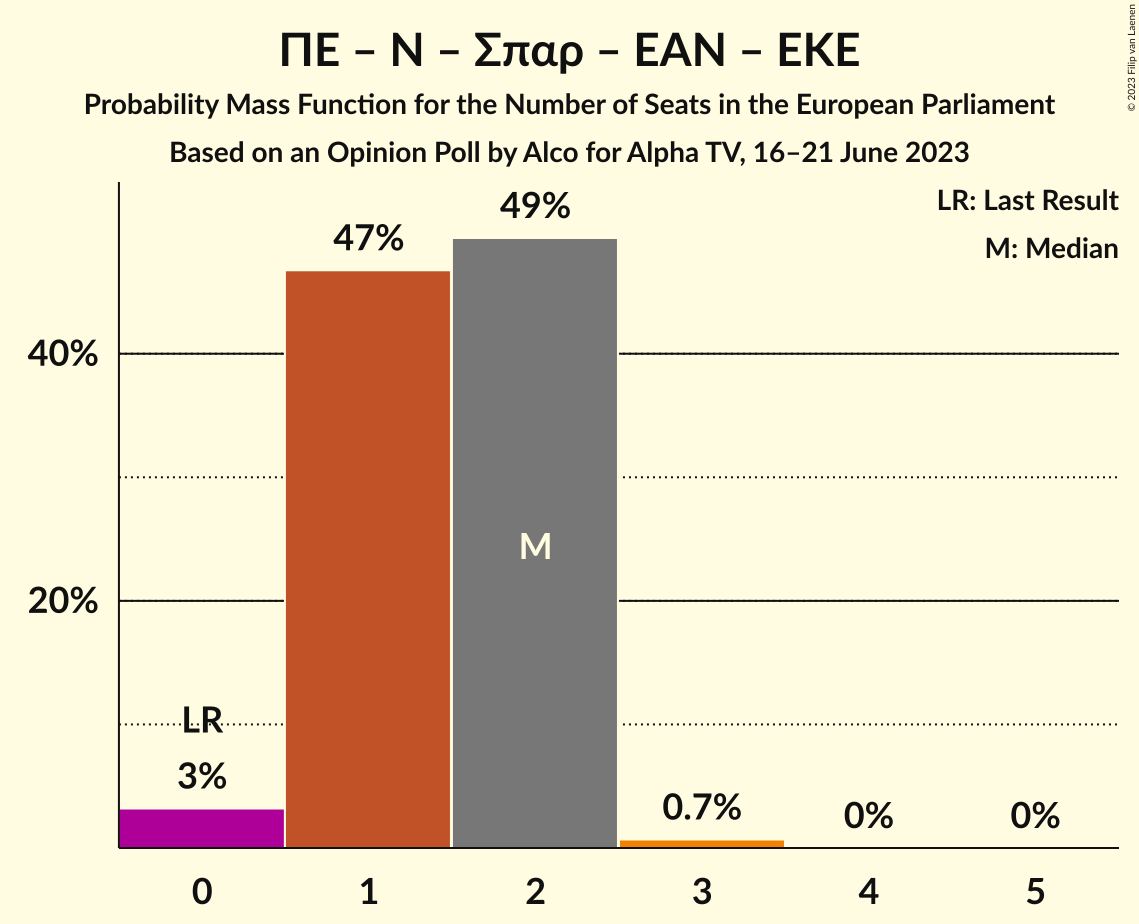 ΠΕ – Ν – Σπαρ – ΕΑΝ – ΕΚΕ
Probability Mass Function for the Number of Seats in the European Parliament
Based on an Opinion Poll by Alco for Alpha TV, 16–21 June 2023
© 2023 Filip van Laenen
LR: Last Result
M: Median
49%
47%
40%
M
20%
LR
3%
0.7%
0%
0%
0
1
2
3
4
5